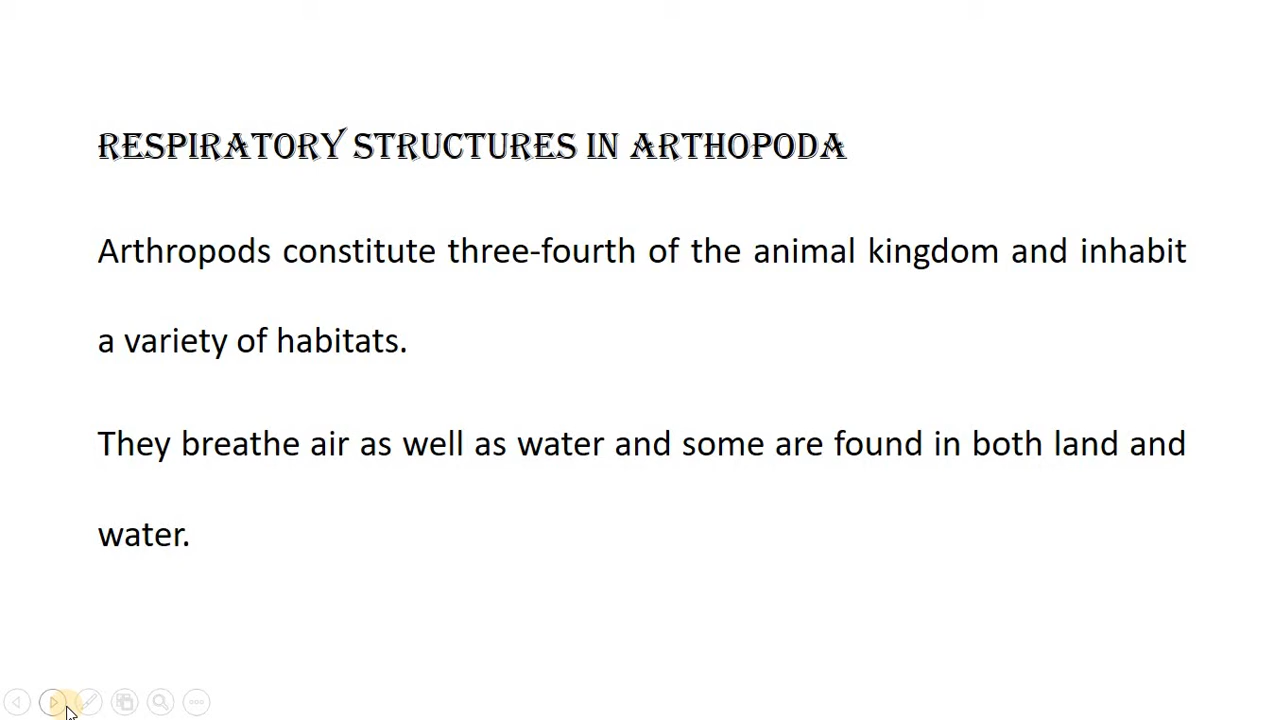 RESPIRATORY STRUCTURES IN ARTHOPODA
Arthropods constitute three-fourth of the animal kingdom and inhabit
a variety of habitats.
They breathe air as well as water and some are found in both land and
water.